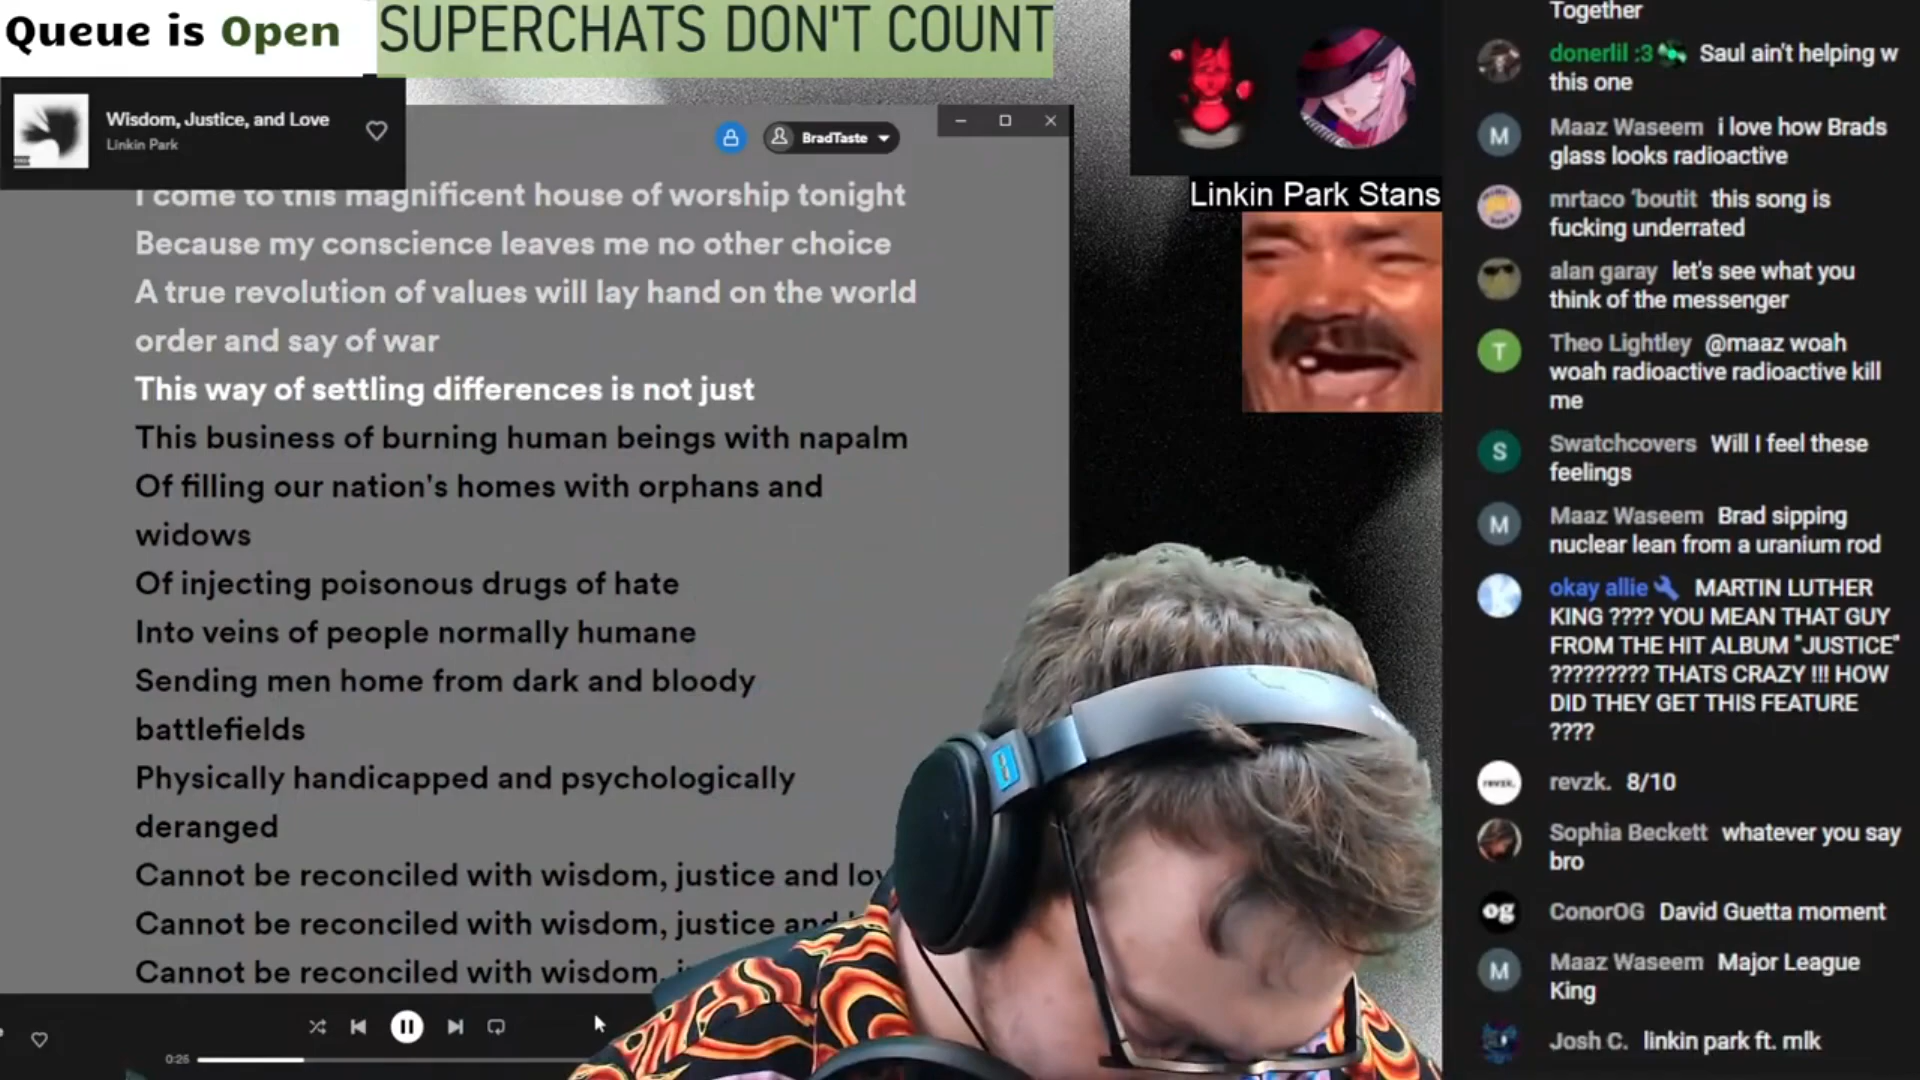 Queue is Open
SUPERCHATS DON'T COUNT
Wisdom, Justice, and Love
Linkin Park
BradTaste
I come to this magnificent house of worship tonight
Because my conscience leaves me no other choice
A true revolution of values will lay hand on the world
order and say of war
This way of settling differences is not just
This business of burning human beings with napalm
Of filling our nation's homes with orphans and
widows
Of injecting poisonous drugs of hate
Into veins of people normally humane
Sending men home from dark and bloody
battlefields
Physically handicapped and psychologically
deranged
Cannot be reconciled with wisdom, justice and
Cannot be reconciled with wisdom, justice and
Cannot be reconciled with wisdom,
0:25
Linkin Park Stans
Together
donerlil :3 Saul ain't helping w
this one
M Maaz Waseem i love how Brads
glass looks radioactive
mrtaco 'boutit this song is
fucking underrated
alan garay let's see what you
think of the messenger
T Theo Lightley @maaz woah
woah radioactive radioactive kill
me
S Swatchcovers Will I feel these
feelings
M Maaz Waseem Brad sipping
nuclear lean from a uranium rod
okay allie MARTIN LUTHER
KING ???? YOU MEAN THAT GUY
FROM THE HIT ALBUM "JUSTICE"
????????? THATS CRAZY !!! HOW
DID THEY GET THIS FEATURE
????
revzk. revzk. 8/10
Sophia Beckett whatever you say
bro
og ConorOG David Guetta moment
M Maaz Waseem Major League
King
Josh C. linkin park ft. mlk